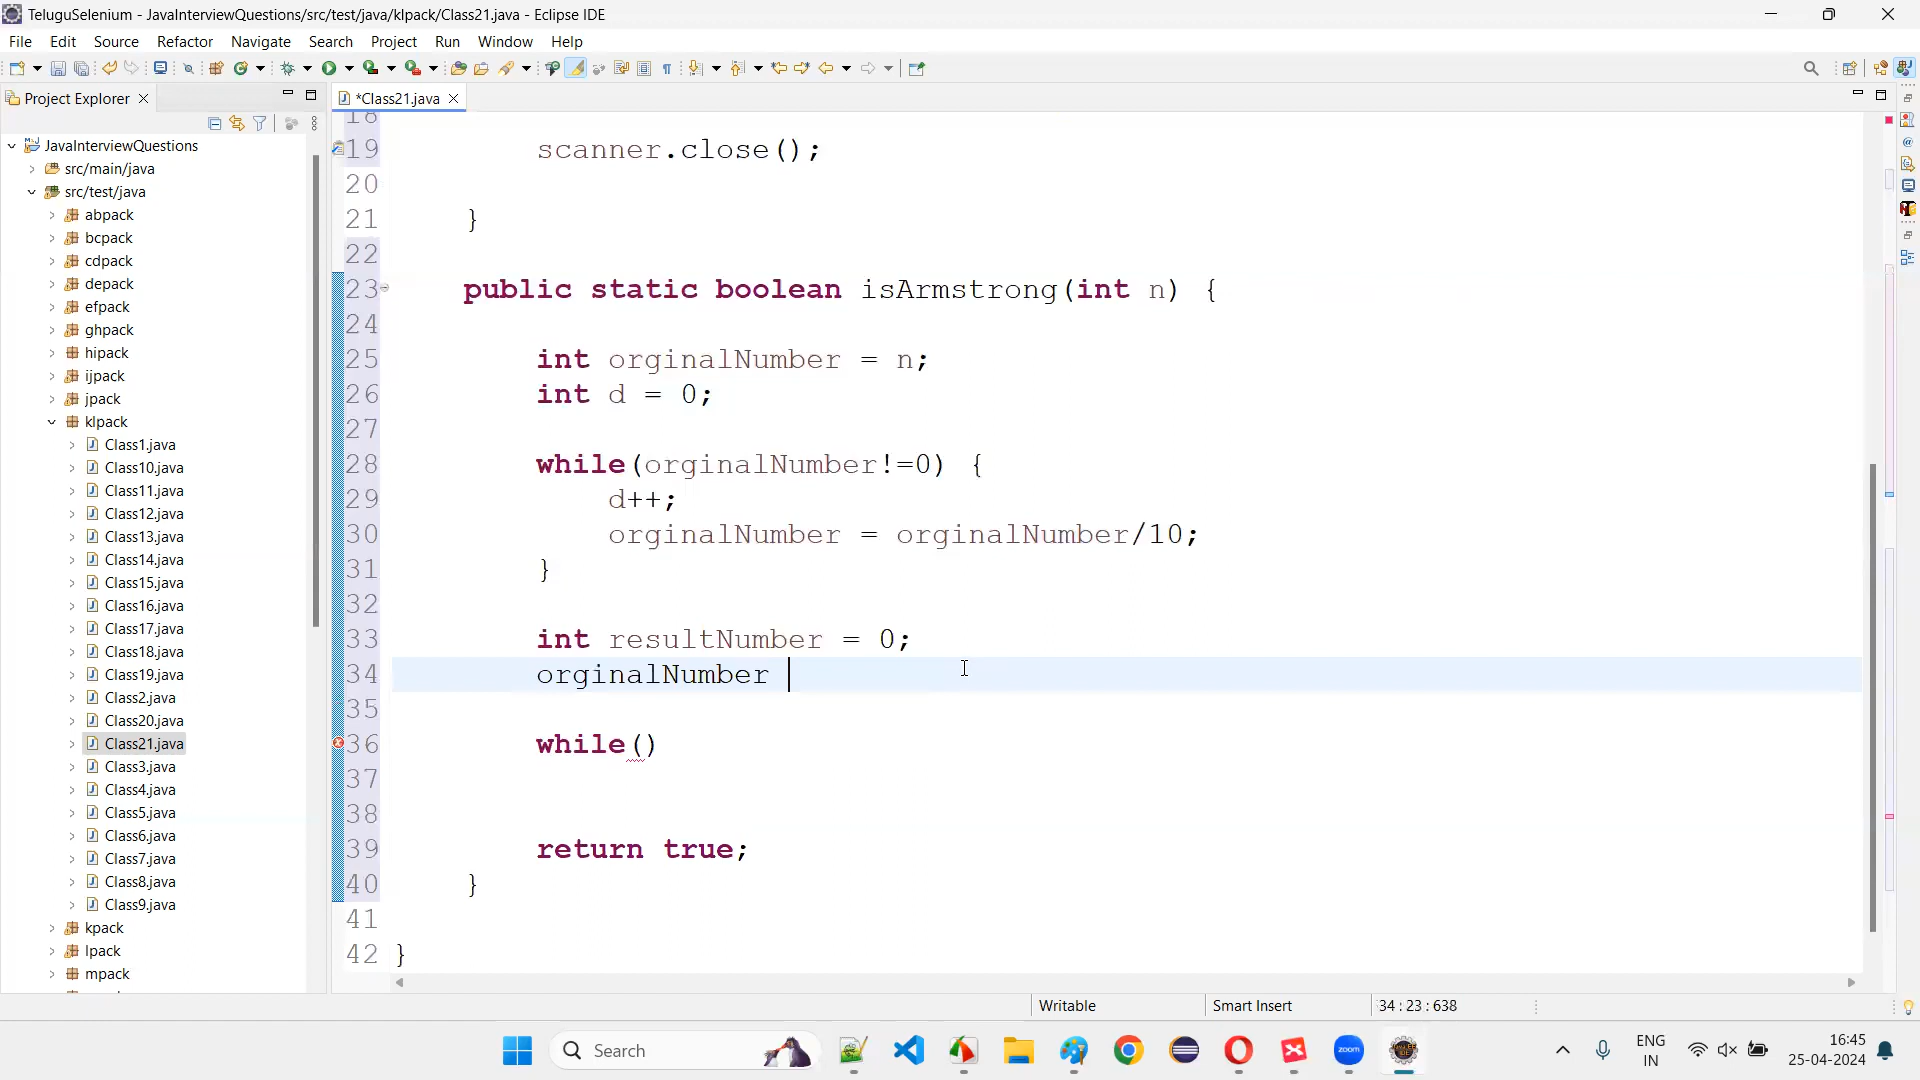 TeluguSelenium - JavaInterviewQuestions/src/test/java/klpack/Class21.java - Eclipse IDE
File Edit Source Refactor Navigate Search Project Run Window Help
Project Explorer
*Class21.java
JavaInterviewQuestions
src/main/java
src/test/java
abpack
bcpack
cdpack
depack
efpack
ghpack
hipack
ijpack
jpack
klpack
Class1.java
Class10.java
Class11.java
Class12.java
Class13.java
Class14.java
Class15.java
Class16.java
Class17.java
Class18.java
Class19.java
Class2.java
Class20.java
Class21.java
Class3.java
Class4.java
Class5.java
Class6.java
Class7.java
Class8.java
Class9.java
kpack
lpack
mpack
18
19 scanner.close();
20
21 }
22
23 public static boolean isArmstrong(int n) {
24
25 int orginalNumber = n;
26 int d = 0;
27
28 while(orginalNumber!=0) {
29 d++;
30 orginalNumber = orginalNumber/10;
31 }
32
33 int resultNumber = 0;
34 orginalNumber
35
36 while()
37
38
39 return true;
40 }
41
42 }
Writable Smart Insert 34 : 23 : 638
Search
zoom
ENG
IN
16:45
25-04-2024